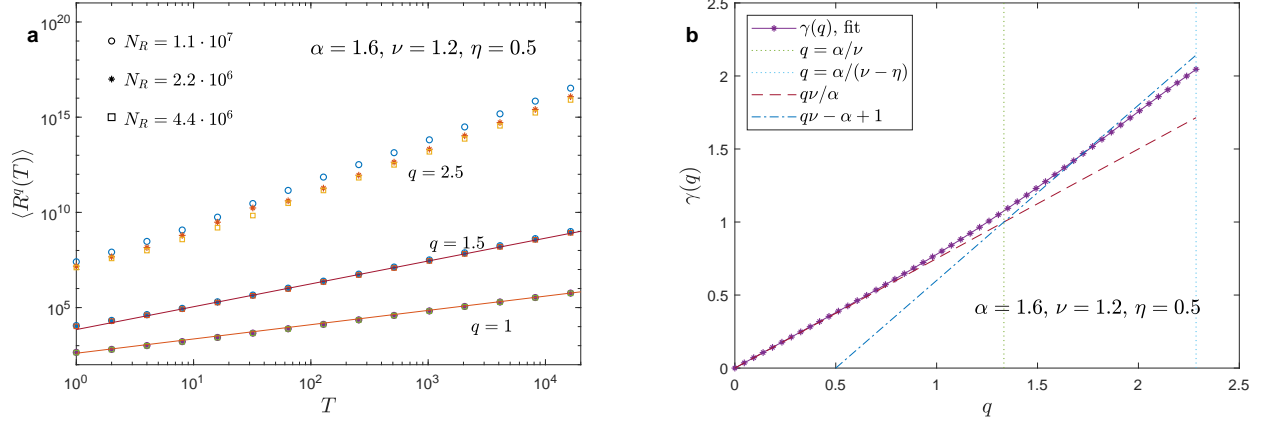 a
N_R = 1.1 · 10^7
N_R = 2.2 · 10^6
N_R = 4.4 · 10^6
α = 1.6, ν = 1.2, η = 0.5
q = 2.5
q = 1.5
q = 1
10^20
10^15
10^10
10^5
⟨R^q(T)⟩
10^0
10^1
10^2
10^3
10^4
T
b
γ(q), fit
q = α/ν
q = α/(ν − η)
qν/α
qν − α + 1
α = 1.6, ν = 1.2, η = 0.5
2.5
2
1.5
1
0.5
0
γ(q)
0
0.5
1
1.5
2
2.5
q